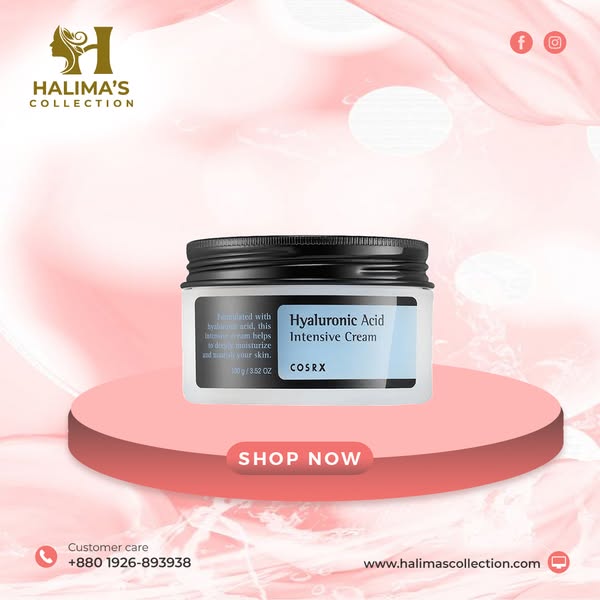 H
HALIMA'S
COLLECTION
Formulated with
hyaluronic acid, this
intensive cream helps
to deeply moisturize
and nourish your skin.
100 g / 3.52 OZ
Hyaluronic Acid
Intensive Cream
COSRX
SHOP NOW
Customer care
+880 1926-893938
www.halimascollection.com